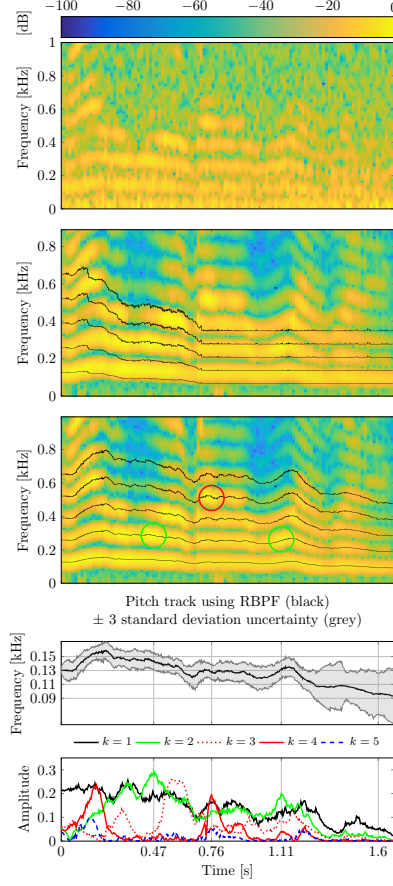 [dB]
−100 −80 −60 −40 −20 0
Frequency [kHz]
1
0.8
0.6
0.4
0.2
0
Frequency [kHz]
0.8
0.6
0.4
0.2
0
Frequency [kHz]
0.8
0.6
0.4
0.2
0
Pitch track using RBPF (black)
± 3 standard deviation uncertainty (grey)
Frequency [kHz]
0.15
0.13
0.11
0.09
k = 1 k = 2 k = 3 k = 4 k = 5
Amplitude
0.3
0.2
0.1
0
0 0.47 0.76 1.11 1.6
Time [s]